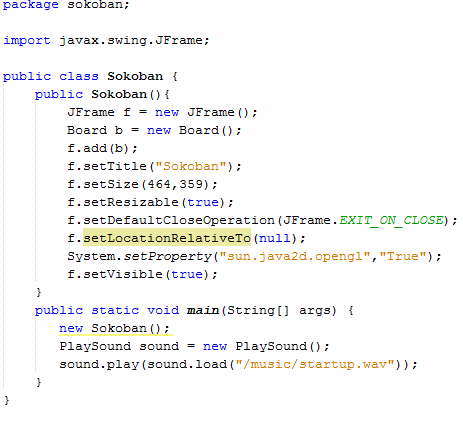 package sokoban;
import javax.swing.JFrame;
public class Sokoban {
public Sokoban(){
JFrame f = new JFrame();
Board b = new Board();
f.add(b);
f.setTitle("Sokoban");
f.setSize(464,359);
f.setResizable(true);
f.setDefaultCloseOperation(JFrame.EXIT_ON_CLOSE);
f.setLocationRelativeTo(null);
System.setProperty("sun.java2d.opengl","True");
f.setVisible(true);
}
public static void main(String[] args) {
new Sokoban();
PlaySound sound = new PlaySound();
sound.play(sound.load("/music/startup.wav"));
}
}